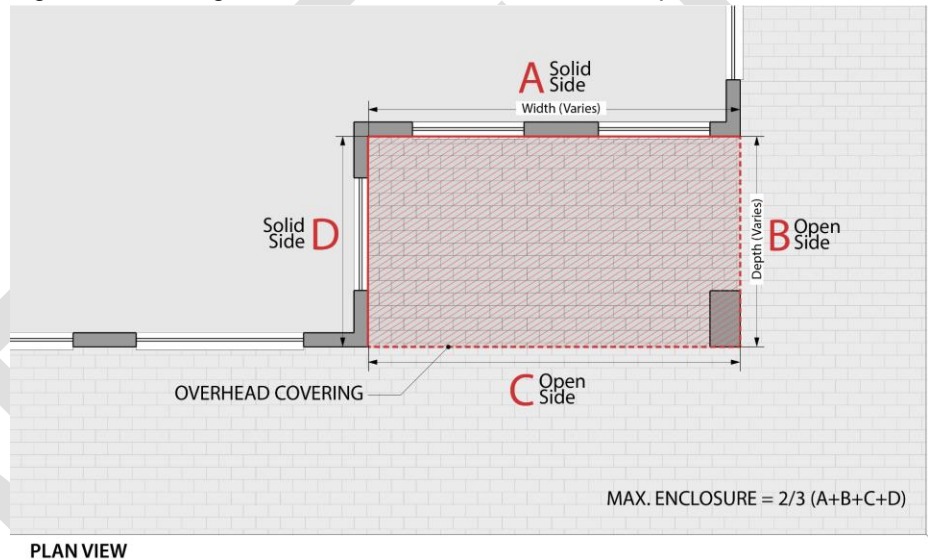 A Solid
Side
Width (Varies)
Solid
Side D
Depth (Varies)
B Open
Side
OVERHEAD COVERING
C Open
Side
MAX. ENCLOSURE = 2/3 (A+B+C+D)
PLAN VIEW